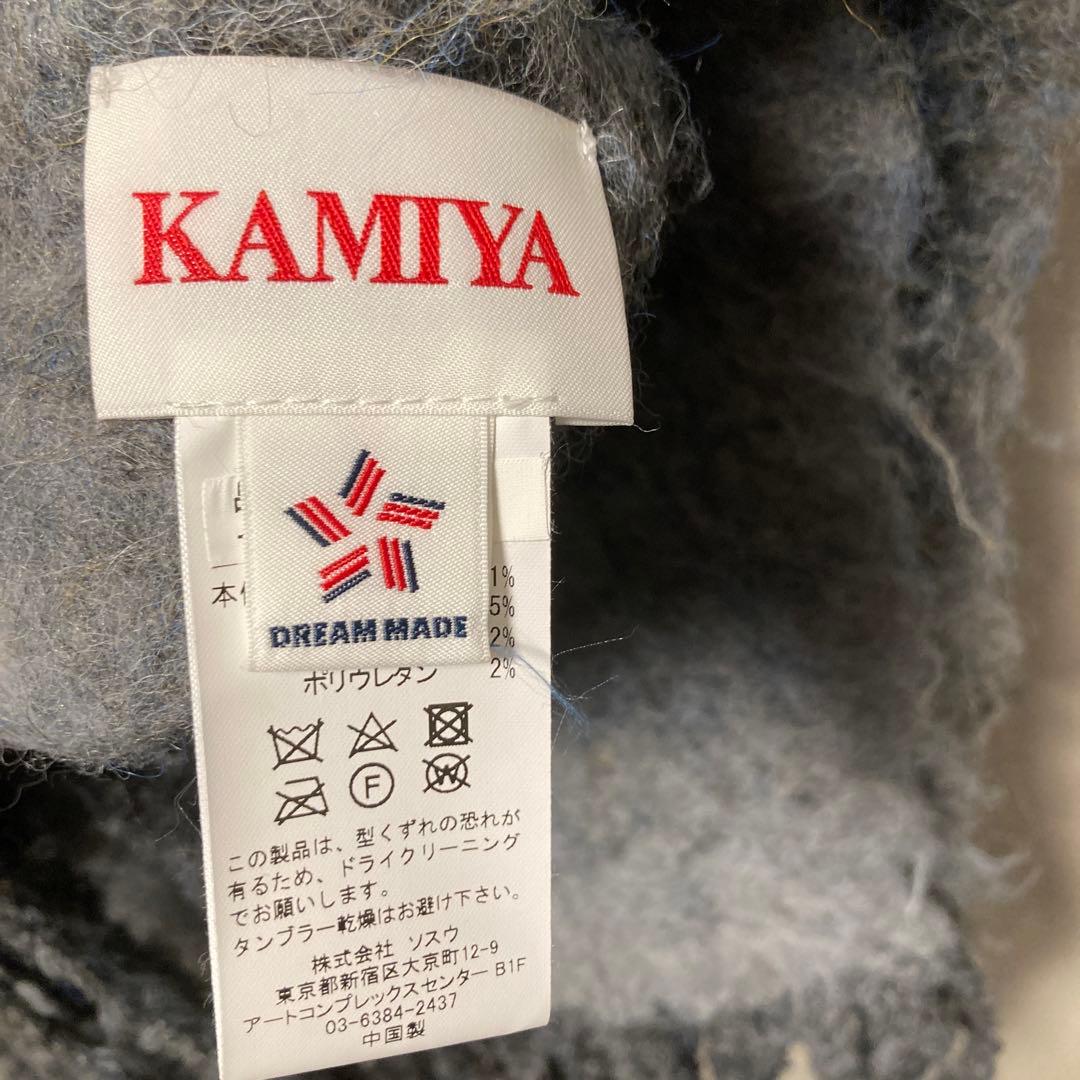 KAMIYA
DREAM MADE
本
1%
5%
2%
ポリウレタン 2%
F
W
この製品は、型くずれの恐れが
有るため、ドライクリーニング
でお願いします。
タンブラー乾燥はお避け下さい。
株式会社 ソスウ
東京都新宿区大京町12-9
アートコンプレックスセンター B1F
03-6384-2437
中国製